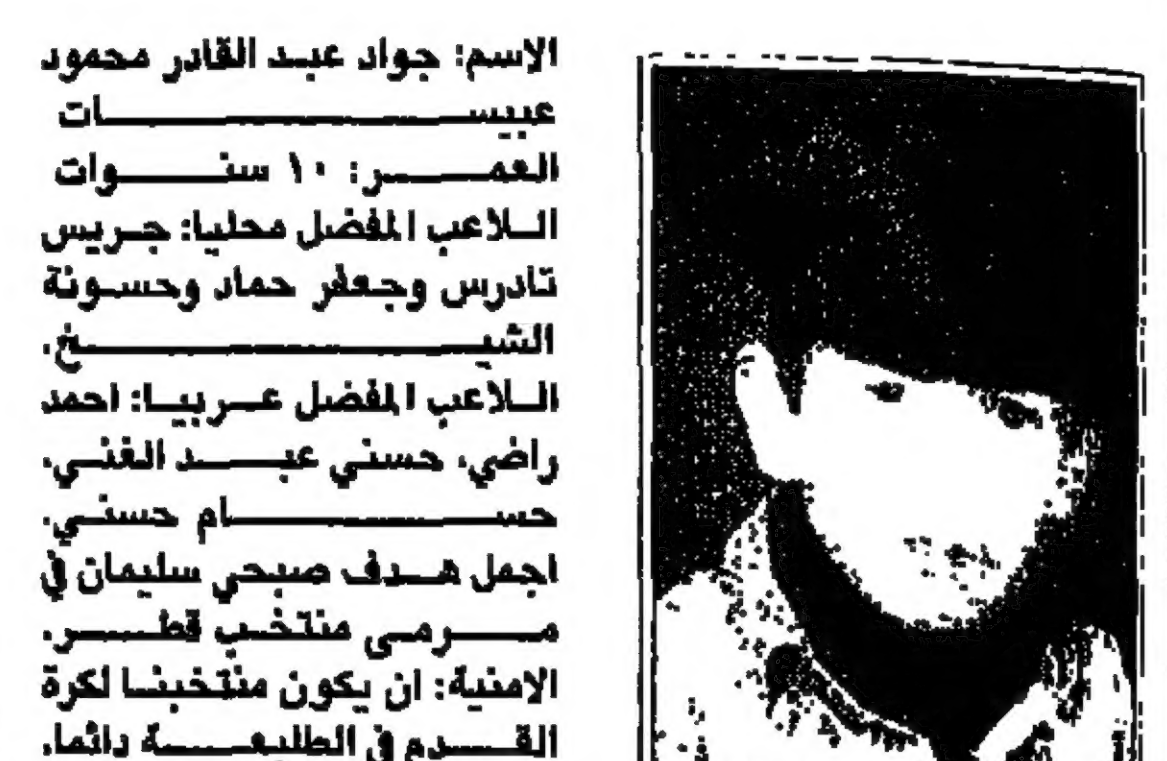 الاسم: جواد عبد القادر محمود
عبيسات
العمر: ١٠ سنوات
اللاعب المفضل محليا: جريس
تادرس وجعفر حماد وحسونة
الشيخ.
اللاعب المفضل عربيا: احمد
راضي، حسني عبد الغني،
حسام حسني.
اجمل هدف صبحي سليمان في
مرمى منتخب قطر.
الامنية: ان يكون منتخبنا لكرة
القدم في الطليعة دائما.